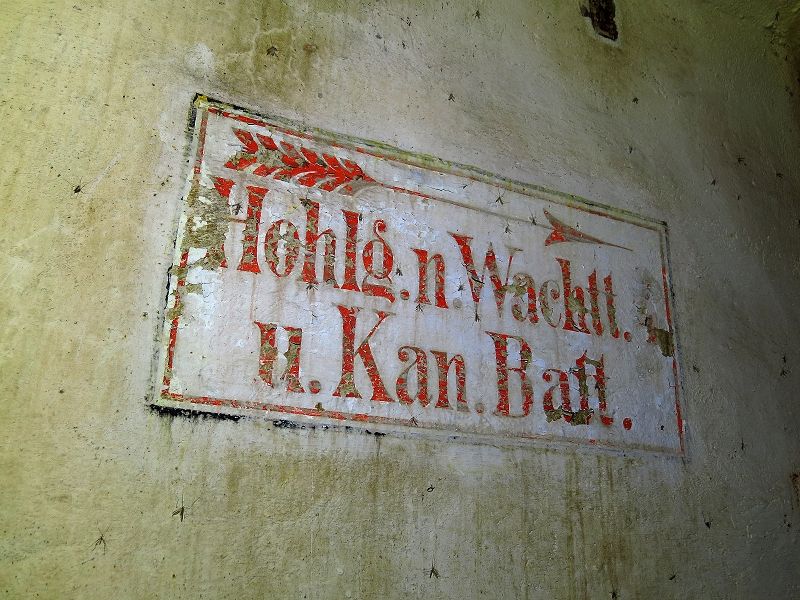 Hohlg. n. Wachtt.
u. Kan. Batt.